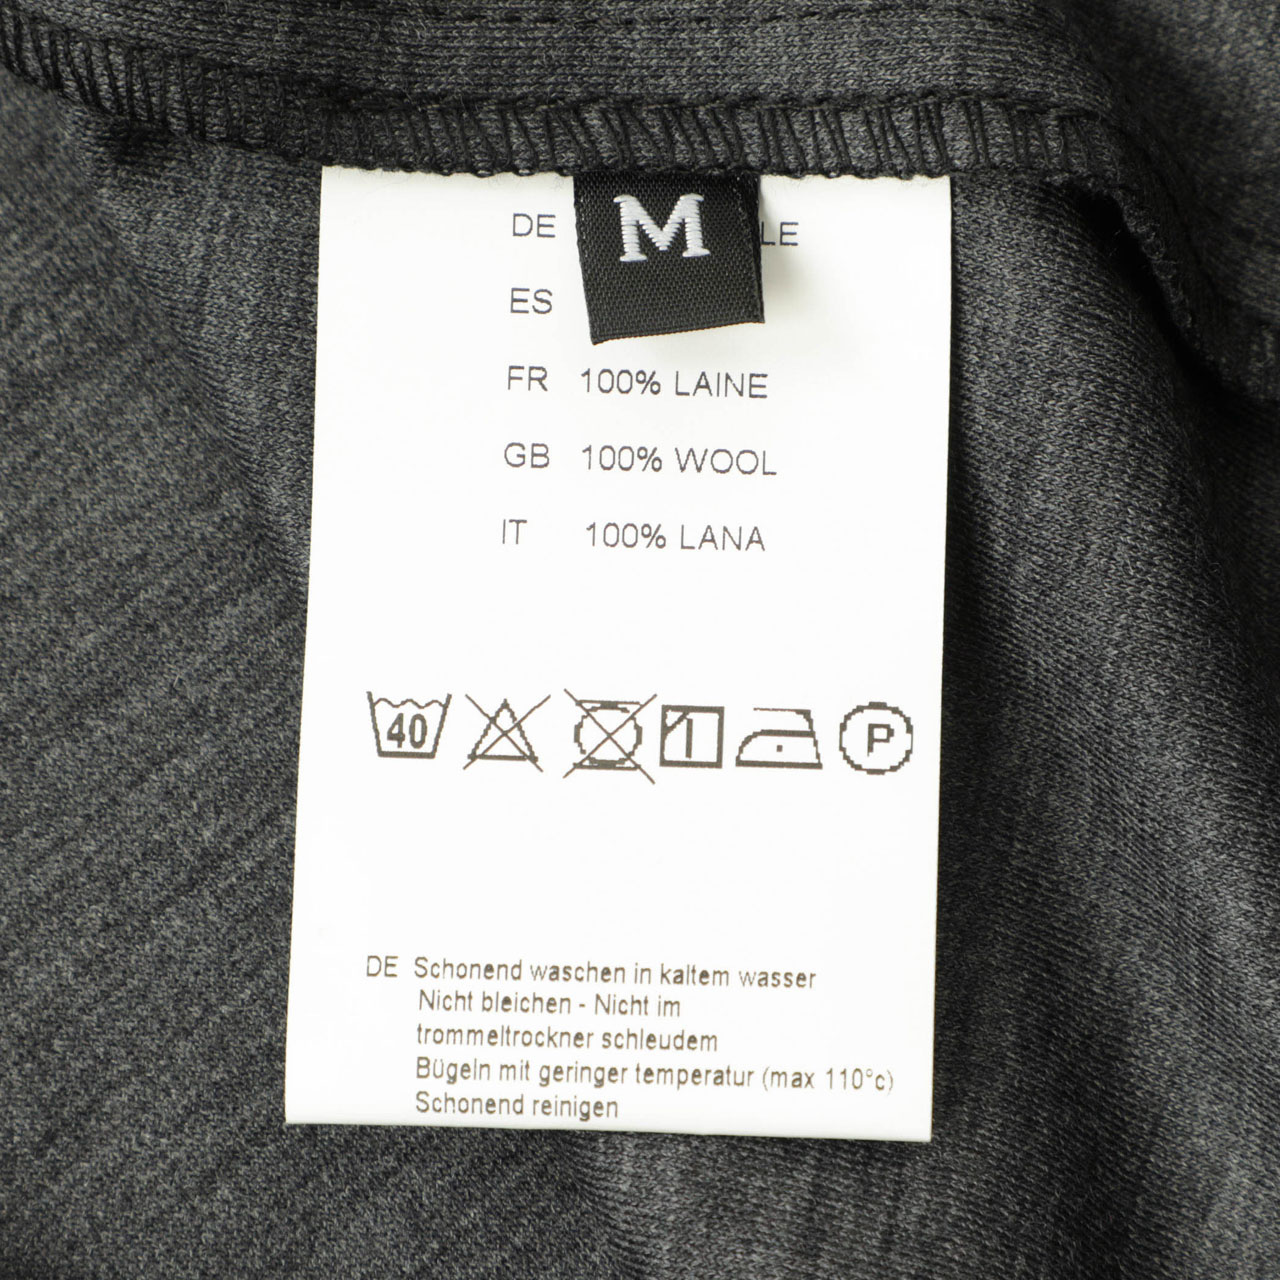 M
DE
ES
FR 100% LAINE
GB 100% WOOL
IT 100% LANA
40 P
DE Schonend waschen in kaltem wasser
Nicht bleichen - Nicht im
trommeltrockner schleudem
Bügeln mit geringer temperatur (max 110°c)
Schonend reinigen